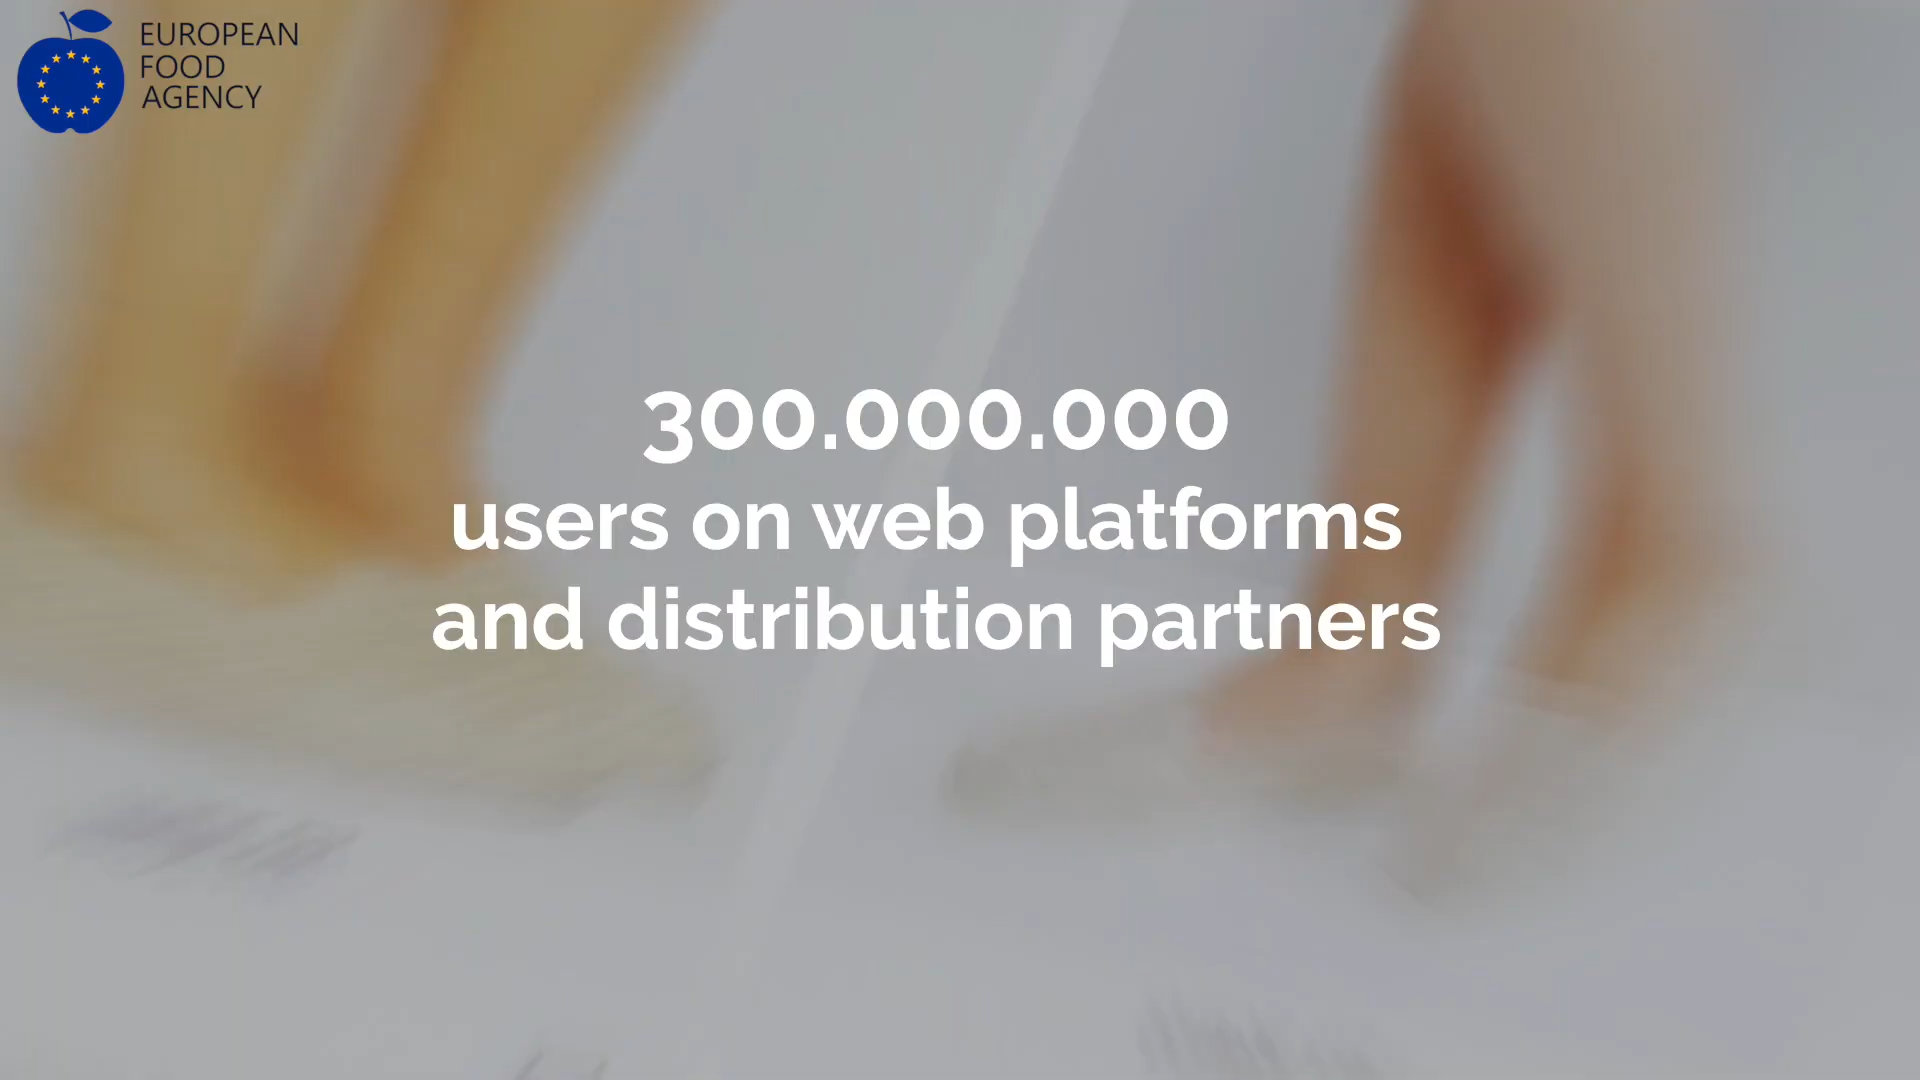 EUROPEAN
FOOD
AGENCY
300.000.000
users on web platforms
and distribution partners